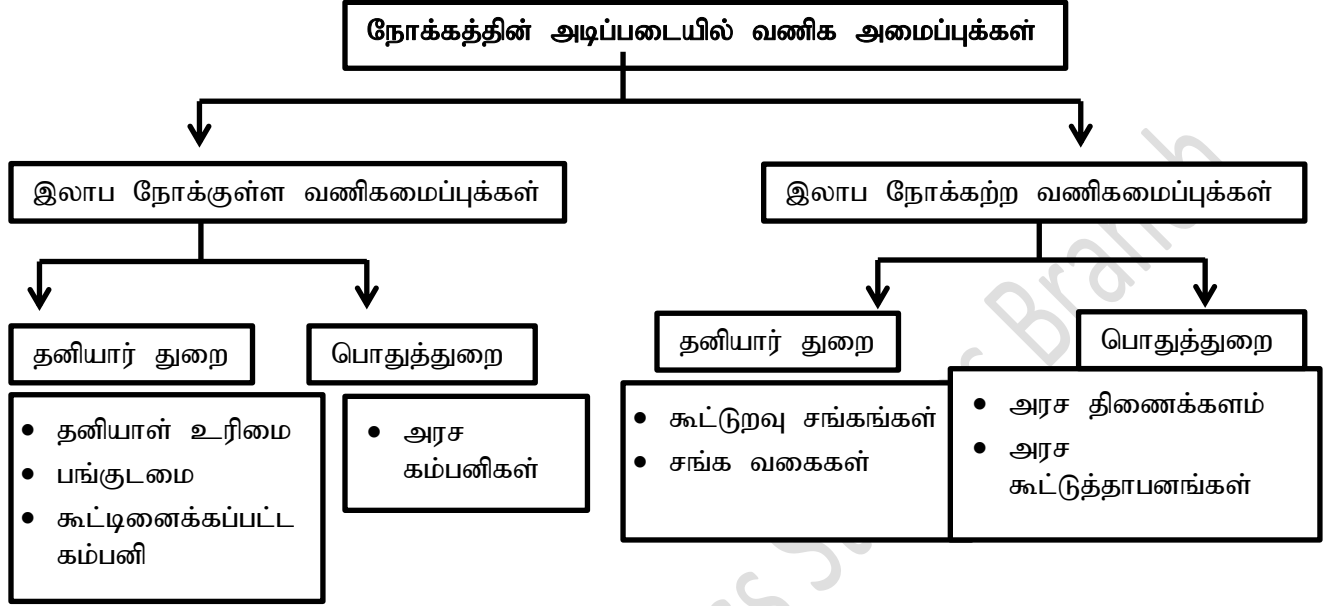 நோக்கத்தின் அடிப்படையில் வணிக அமைப்புக்கள்
இலாப நோக்குள்ள வணிகமைப்புக்கள்
இலாப நோக்கற்ற வணிகமைப்புக்கள்
தனியார் துறை
பொதுத்துறை
தனியார் துறை
பொதுத்துறை
• தனியாள் உரிமை
• பங்குடமை
• கூட்டினைக்கப்பட்ட
கம்பனி
• அரச
கம்பனிகள்
• கூட்டுறவு சங்கங்கள்
• சங்க வகைகள்
• அரச திணைக்களம்
• அரச
கூட்டுத்தாபனங்கள்
Branch